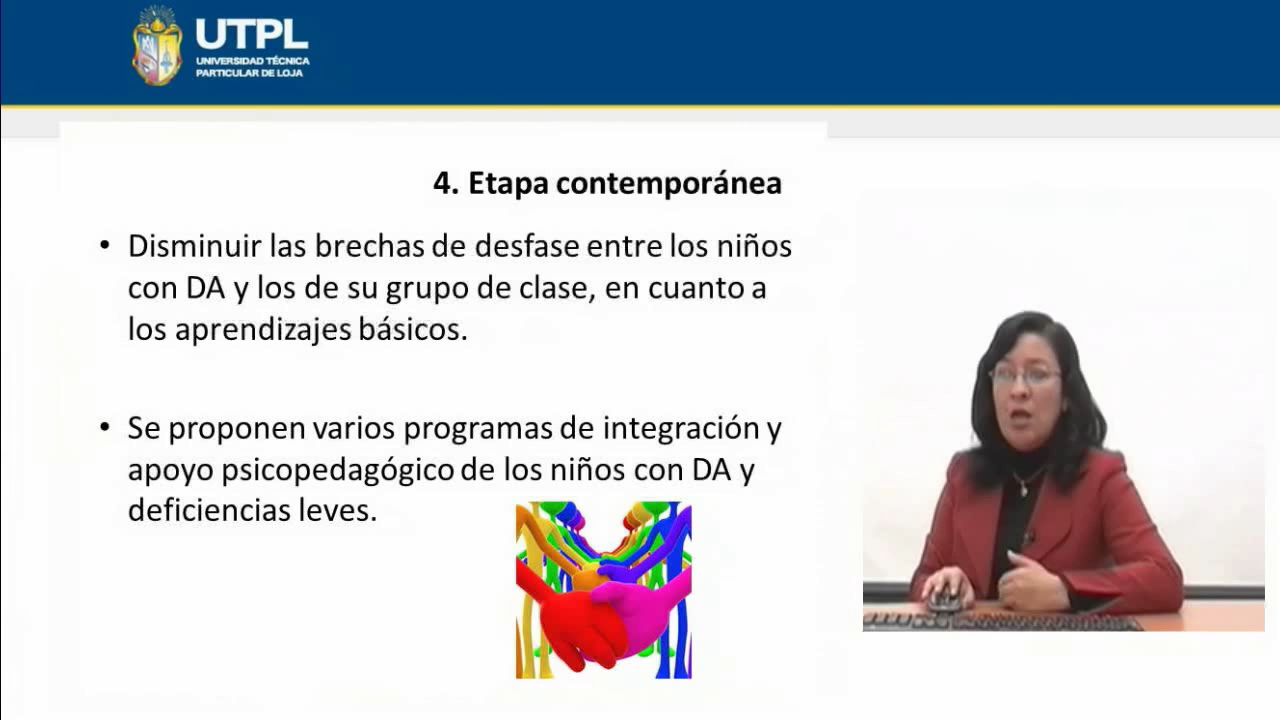 UTPL
UNIVERSIDAD TÉCNICA
PARTICULAR DE LOJA
4. Etapa contemporánea
• Disminuir las brechas de desfase entre los niños
con DA y los de su grupo de clase, en cuanto a
los aprendizajes básicos.
• Se proponen varios programas de integración y
apoyo psicopedagógico de los niños con DA y
deficiencias leves.